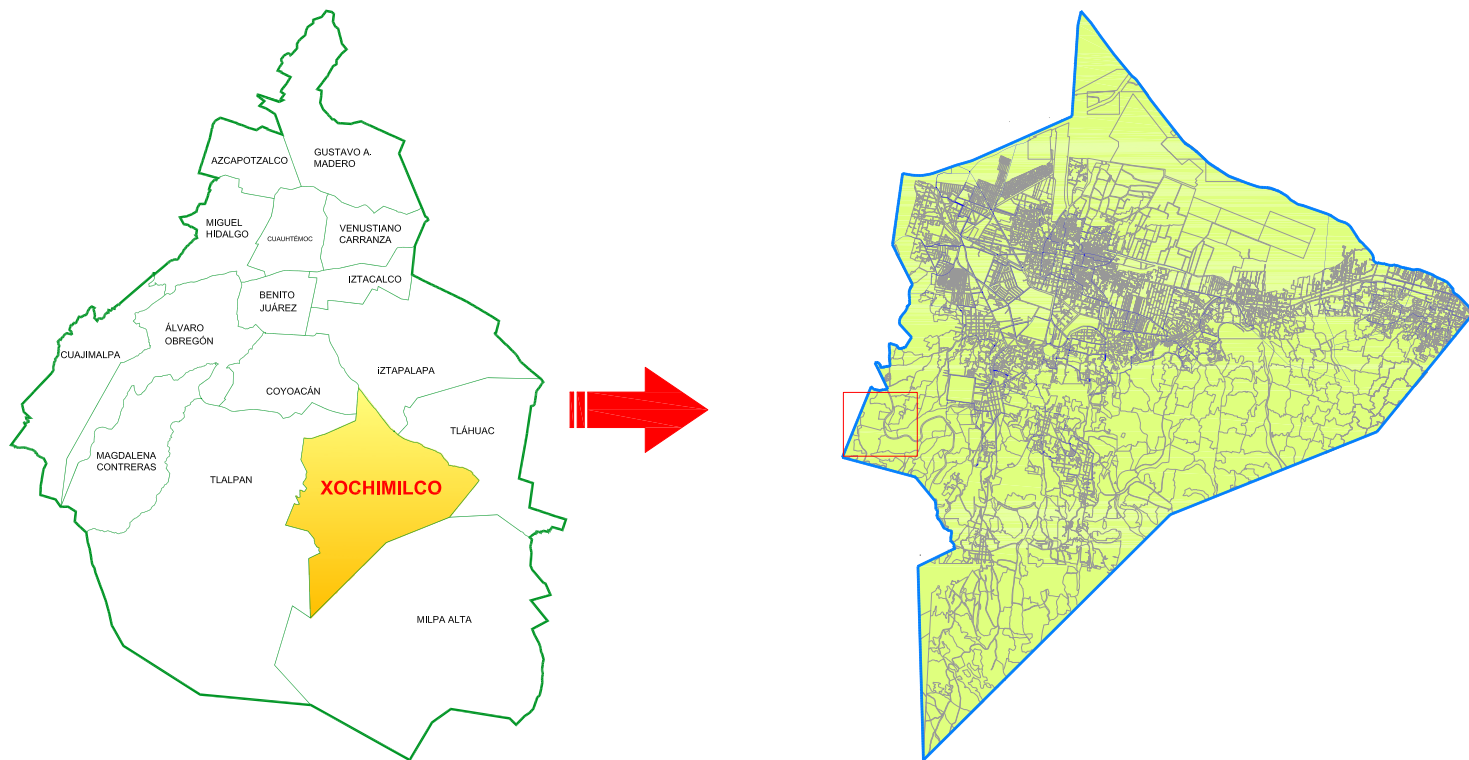 GUSTAVO A.
MADERO
AZCAPOTZALCO
MIGUEL
HIDALGO
CUAUHTÉMOC
VENUSTIANO
CARRANZA
IZTACALCO
BENITO
JUÁREZ
ÁLVARO
OBREGÓN
CUAJIMALPA
iZTAPALAPA
COYOACÁN
TLÁHUAC
MAGDALENA
CONTRERAS
TLALPAN
XOCHIMILCO
MILPA ALTA